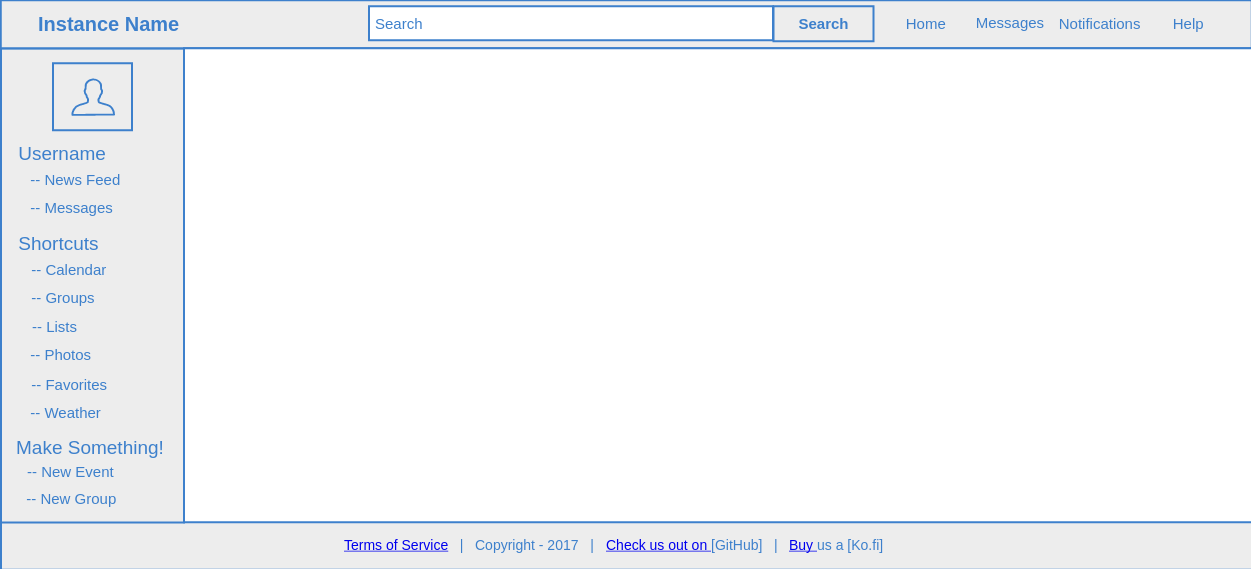 Instance Name
Search
Search
Home
Messages
Notifications
Help
Username
-- News Feed
-- Messages
Shortcuts
-- Calendar
-- Groups
-- Lists
-- Photos
-- Favorites
-- Weather
Make Something!
-- New Event
-- New Group
Terms of Service | Copyright - 2017 | Check us out on [GitHub] | Buy us a [Ko.fi]